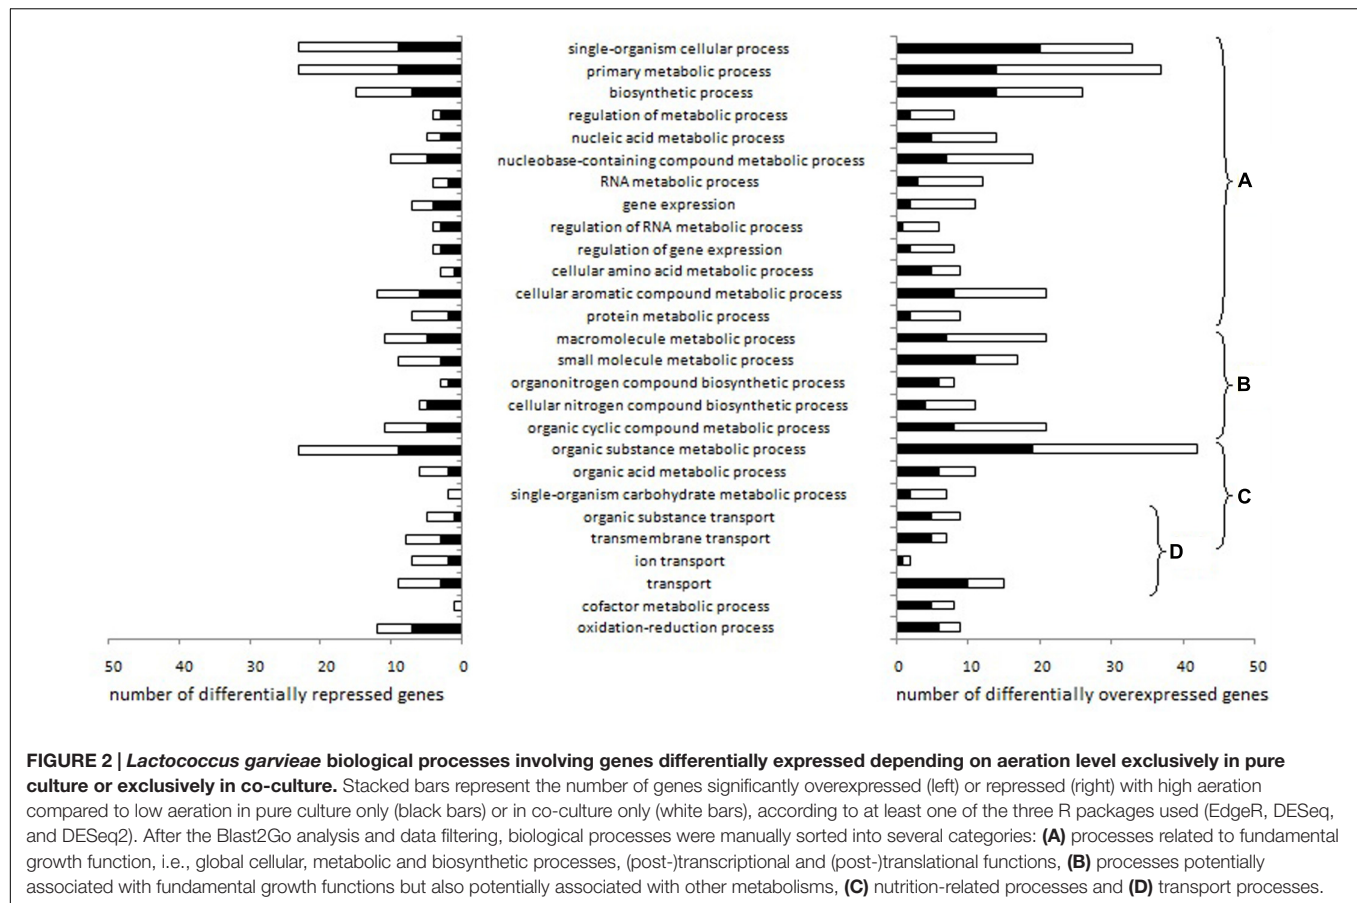 single-organism cellular process
primary metabolic process
biosynthetic process
regulation of metabolic process
nucleic acid metabolic process
nucleobase-containing compound metabolic process
RNA metabolic process
gene expression
regulation of RNA metabolic process
regulation of gene expression
cellular amino acid metabolic process
cellular aromatic compound metabolic process
protein metabolic process
macromolecule metabolic process
small molecule metabolic process
organonitrogen compound biosynthetic process
cellular nitrogen compound biosynthetic process
organic cyclic compound metabolic process
organic substance metabolic process
organic acid metabolic process
single-organism carbohydrate metabolic process
organic substance transport
transmembrane transport
ion transport
transport
cofactor metabolic process
oxidation-reduction process
A
B
C
D
50 40 30 20 10 0
number of differentially repressed genes
0 10 20 30 40 50
number of differentially overexpressed genes
FIGURE 2 | Lactococcus garvieae biological processes involving genes differentially expressed depending on aeration level exclusively in pure
culture or exclusively in co-culture. Stacked bars represent the number of genes significantly overexpressed (left) or repressed (right) with high aeration
compared to low aeration in pure culture only (black bars) or in co-culture only (white bars), according to at least one of the three R packages used (EdgeR, DESeq,
and DESeq2). After the Blast2Go analysis and data filtering, biological processes were manually sorted into several categories: (A) processes related to fundamental
growth function, i.e., global cellular, metabolic and biosynthetic processes, (post-)transcriptional and (post-)translational functions, (B) processes potentially
associated with fundamental growth functions but also potentially associated with other metabolisms, (C) nutrition-related processes and (D) transport processes.